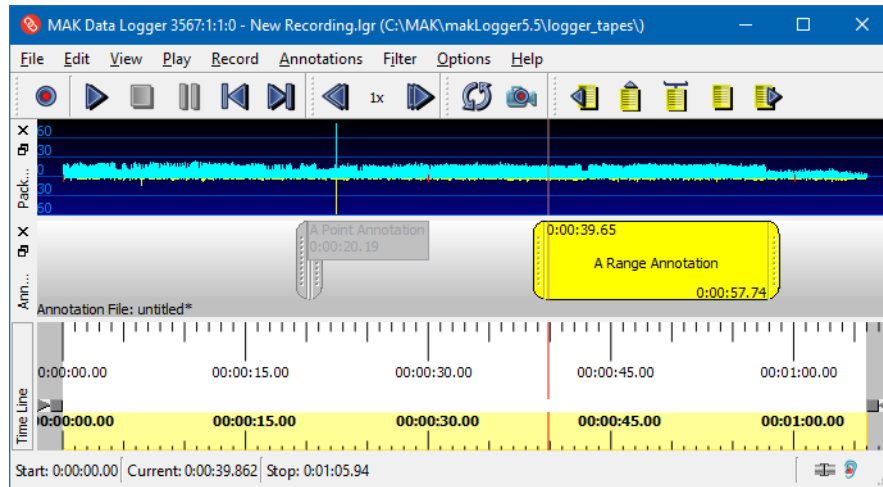 MAK Data Logger 3567:1:1:0 - New Recording.lgr (C:\MAK\makLogger5.5\logger_tapes\)
File Edit View Play Record Annotations Filter Options Help
1x
60
30
0
30
60
Pack...
A Point Annotation
0:00:20.19
0:00:39.65
A Range Annotation
0:00:57.74
Ann...
Annotation File: untitled*
0:00:00.00 00:00:15.00 00:00:30.00 00:00:45.00 00:01:00.00
Time Line
00:00:00.00 00:00:15.00 00:00:30.00 00:00:45.00 00:01:00.00
Start: 0:00:00.00 Current: 0:00:39.862 Stop: 0:01:05.94